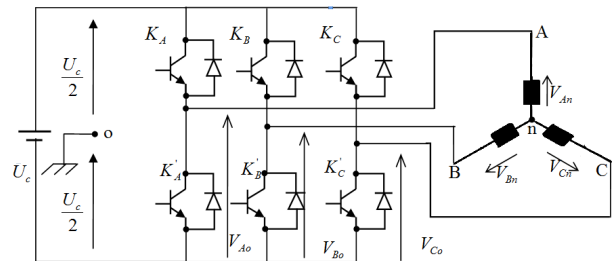 K_A K_B K_C A
U_c/2
V_An
o
n
U_c
K'_A K'_B K'_C
B V_Bn V_Cn C
U_c/2
V_Ao V_Bo V_Co